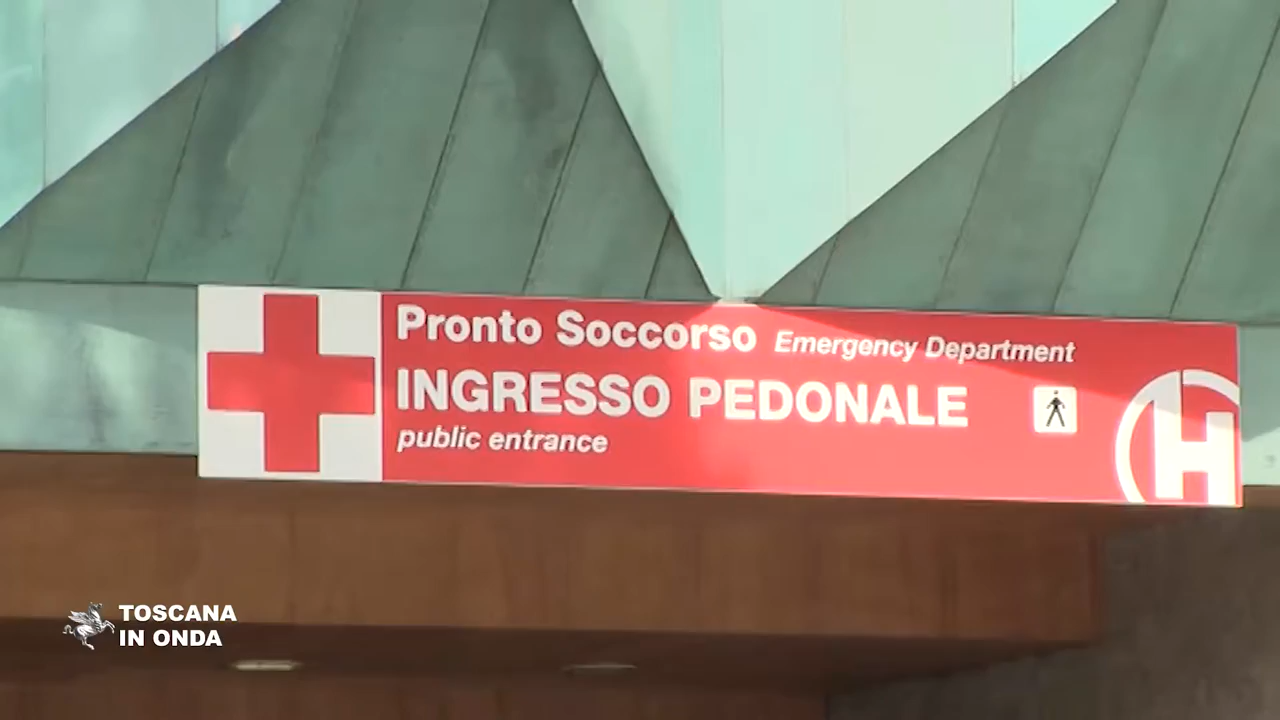 Pronto Soccorso Emergency Department
INGRESSO PEDONALE
public entrance
H
TOSCANA
IN ONDA